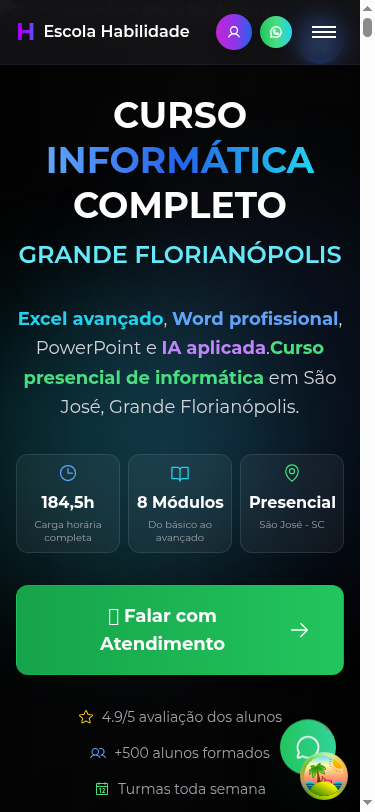 Escola Habilidade
CURSO
INFORMÁTICA
COMPLETO
GRANDE FLORIANÓPOLIS
Excel avançado, Word profissional,
PowerPoint e IA aplicada.Curso
presencial de informática em São
José, Grande Florianópolis.
184,5h
Carga horária
completa
8 Módulos
Do básico ao
avançado
Presencial
São José - SC
Falar com
Atendimento
4.9/5 avaliação dos alunos
+500 alunos formados
Turmas toda semana